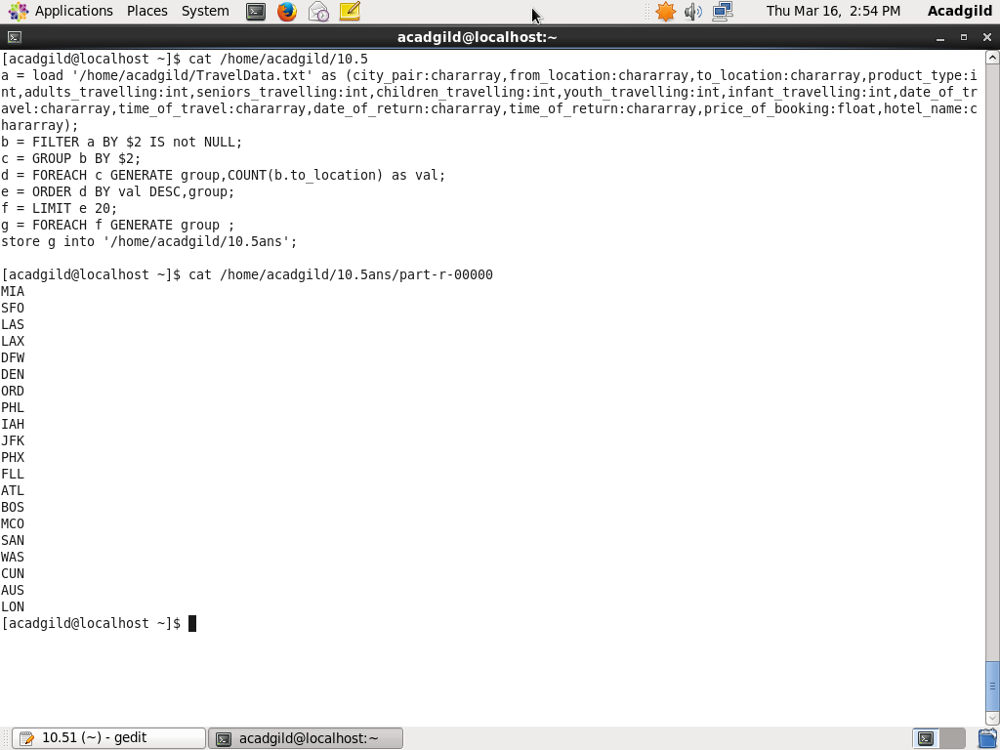 Applications Places System Thu Mar 16, 2:54 PM Acadgild
acadgild@localhost:~
[acadgild@localhost ~]$ cat /home/acadgild/10.5
a = load '/home/acadgild/TravelData.txt' as (city_pair:chararray,from_location:chararray,to_location:chararray,product_type:i
nt,adults_travelling:int,seniors_travelling:int,children_travelling:int,youth_travelling:int,infant_travelling:int,date_of_tr
avel:chararray,time_of_travel:chararray,date_of_return:chararray,time_of_return:chararray,price_of_booking:float,hotel_name:c
hararray);
b = FILTER a BY $2 IS not NULL;
c = GROUP b BY $2;
d = FOREACH c GENERATE group,COUNT(b.to_location) as val;
e = ORDER d BY val DESC,group;
f = LIMIT e 20;
g = FOREACH f GENERATE group ;
store g into '/home/acadgild/10.5ans';
[acadgild@localhost ~]$ cat /home/acadgild/10.5ans/part-r-00000
MIA
SFO
LAS
LAX
DFW
DEN
ORD
PHL
IAH
JFK
PHX
FLL
ATL
BOS
MCO
SAN
WAS
CUN
AUS
LON
[acadgild@localhost ~]$
10.51 (~) - gedit acadgild@localhost:~